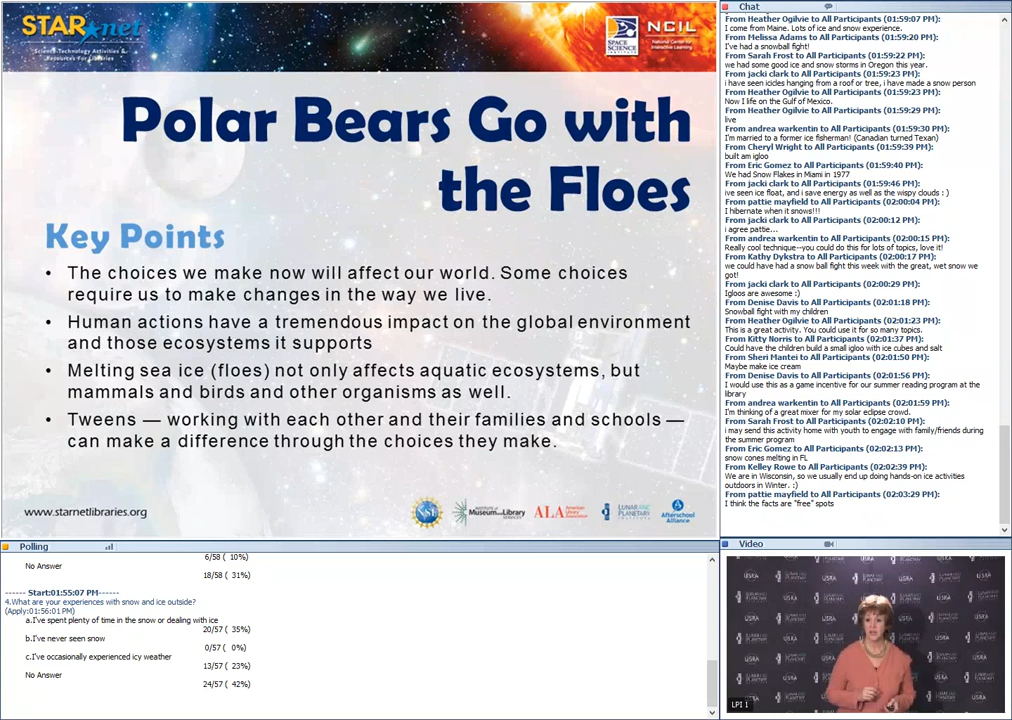 STAR net
Science-Technology Activities &
Resources For Libraries
SPACE
SCIENCE
INSTITUTE
NCIL
National Center for
Interactive Learning
Polar Bears Go with
the Floes
Key Points
• The choices we make now will affect our world. Some choices
require us to make changes in the way we live.
• Human actions have a tremendous impact on the global environment
and those ecosystems it supports
• Melting sea ice (floes) not only affects aquatic ecosystems, but
mammals and birds and other organisms as well.
• Tweens — working with each other and their families and schools —
can make a difference through the choices they make.
www.starnetlibraries.org
NSF
INSTITUTE of
Museum and Library
SERVICES
ALA American
Library
Association
LUNAR AND
PLANETARY
INSTITUTE
Afterschool
Alliance
Polling
6/58 ( 10%)
No Answer
18/58 ( 31%)
------ Start:01:55:07 PM------
4.What are your experiences with snow and ice outside?
(Apply:01:56:01 PM)
a.I've spent plenty of time in the snow or dealing with ice
20/57 ( 35%)
b.I've never seen snow
0/57 ( 0%)
c.I've occasionally experienced icy weather
13/57 ( 23%)
No Answer
24/57 ( 42%)
Chat
From Heather Ogilvie to All Participants (01:59:07 PM):
I come from Maine. Lots of ice and snow experience.
From Melissa Adams to All Participants (01:59:20 PM):
I've had a snowball fight!
From Sarah Frost to All Participants (01:59:22 PM):
we had some good ice and snow storms in Oregon this year.
From jacki clark to All Participants (01:59:23 PM):
i have seen icicles hanging from a roof or tree, i have made a snow person
From Heather Ogilvie to All Participants (01:59:23 PM):
Now I life on the Gulf of Mexico.
From Heather Ogilvie to All Participants (01:59:29 PM):
live
From andrea warkentin to All Participants (01:59:30 PM):
I'm married to a former ice fisherman! (Canadian turned Texan)
From Cheryl Wright to All Participants (01:59:39 PM):
built am igloo
From Eric Gomez to All Participants (01:59:40 PM):
We had Snow Flakes in Miami in 1977
From jacki clark to All Participants (01:59:46 PM):
ive seen ice float, and i save energy as well as the wispy clouds : )
From pattie mayfield to All Participants (02:00:04 PM):
I hibernate when it snows!!!
From jacki clark to All Participants (02:00:12 PM):
i agree pattie...
From andrea warkentin to All Participants (02:00:15 PM):
Really cool technique--you could do this for lots of topics, love it!
From Kathy Dykstra to All Participants (02:00:17 PM):
we could have had a snow ball fight this week with the great, wet snow we
got!
From jacki clark to All Participants (02:00:29 PM):
Igloos are awesome :)
From Denise Davis to All Participants (02:01:18 PM):
Snowball fight with my children
From Heather Ogilvie to All Participants (02:01:23 PM):
This is a great activity. You could use it for so many topics.
From Kitty Norris to All Participants (02:01:37 PM):
Could have the children build a small igloo with ice cubes and salt
From Sheri Mantei to All Participants (02:01:50 PM):
Maybe make ice cream
From Denise Davis to All Participants (02:01:56 PM):
I would use this as a game incentive for our summer reading program at the
library
From andrea warkentin to All Participants (02:01:59 PM):
I'm thinking of a great mixer for my solar eclipse crowd.
From Sarah Frost to All Participants (02:02:10 PM):
i may send this activity home with youth to engage with family/friends during
the summer program
From Eric Gomez to All Participants (02:02:13 PM):
snow cones melting in FL
From Kelley Rowe to All Participants (02:02:39 PM):
We are in Wisconsin, so we usually end up doing hands-on ice activities
outdoors in Winter. :)
From pattie mayfield to All Participants (02:03:29 PM):
I think the facts are "free" spots
Video
USRA
LPI 1